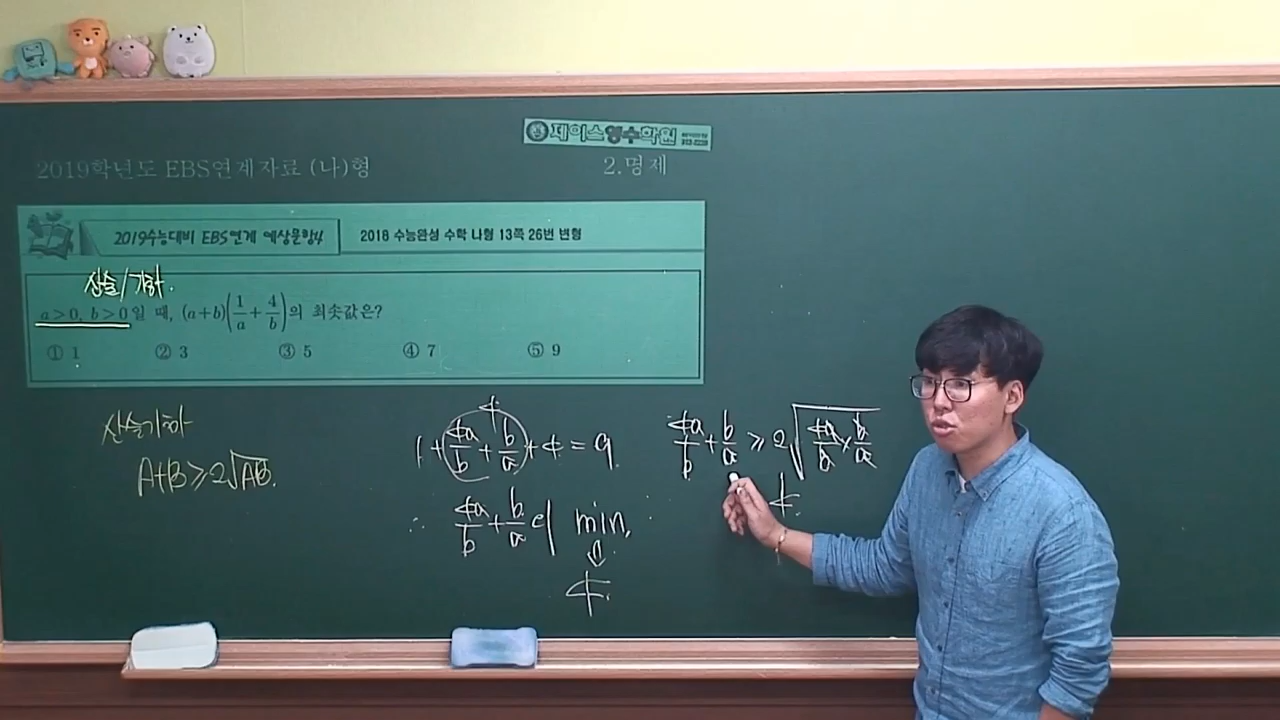 제이스영수학원
2019학년도 EBS연계자료 (나)형
2.명제
2019수능대비 EBS연계 예상문항4
2018 수능완성 수학 나형 13쪽 26번 변형
산술/기하.
a>0, b>0일 때, (a+b)(1/a+4/b)의 최솟값은?
① 1 ② 3 ③ 5 ④ 7 ⑤ 9
산술기하
A+B≥2√AB.
4
1+4a/b+b/a+4=9.
∴ 4a/b+b/a의 min.
⇓
4.
4a/b+b/a≥2√(4a/b×b/a)
4.